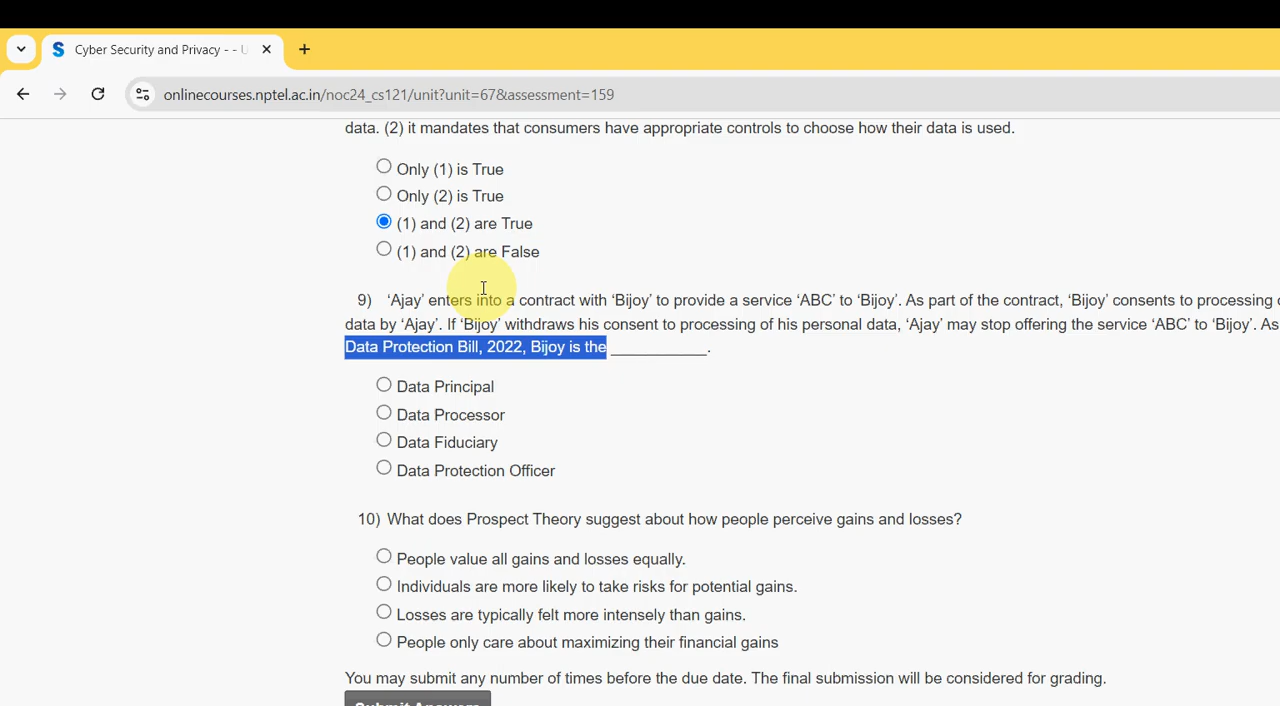 Cyber Security and Privacy - - U
onlinecourses.nptel.ac.in/noc24_cs121/unit?unit=67&assessment=159
data. (2) it mandates that consumers have appropriate controls to choose how their data is used.
Only (1) is True
Only (2) is True
(1) and (2) are True
(1) and (2) are False
9) ‘Ajay’ enters into a contract with ‘Bijoy’ to provide a service ‘ABC’ to ‘Bijoy’. As part of the contract, ‘Bijoy’ consents to processing
data by ‘Ajay’. If ‘Bijoy’ withdraws his consent to processing of his personal data, ‘Ajay’ may stop offering the service ‘ABC’ to ‘Bijoy’. As
Data Protection Bill, 2022, Bijoy is the ____________.
Data Principal
Data Processor
Data Fiduciary
Data Protection Officer
10) What does Prospect Theory suggest about how people perceive gains and losses?
People value all gains and losses equally.
Individuals are more likely to take risks for potential gains.
Losses are typically felt more intensely than gains.
People only care about maximizing their financial gains
You may submit any number of times before the due date. The final submission will be considered for grading.
Submit Answers